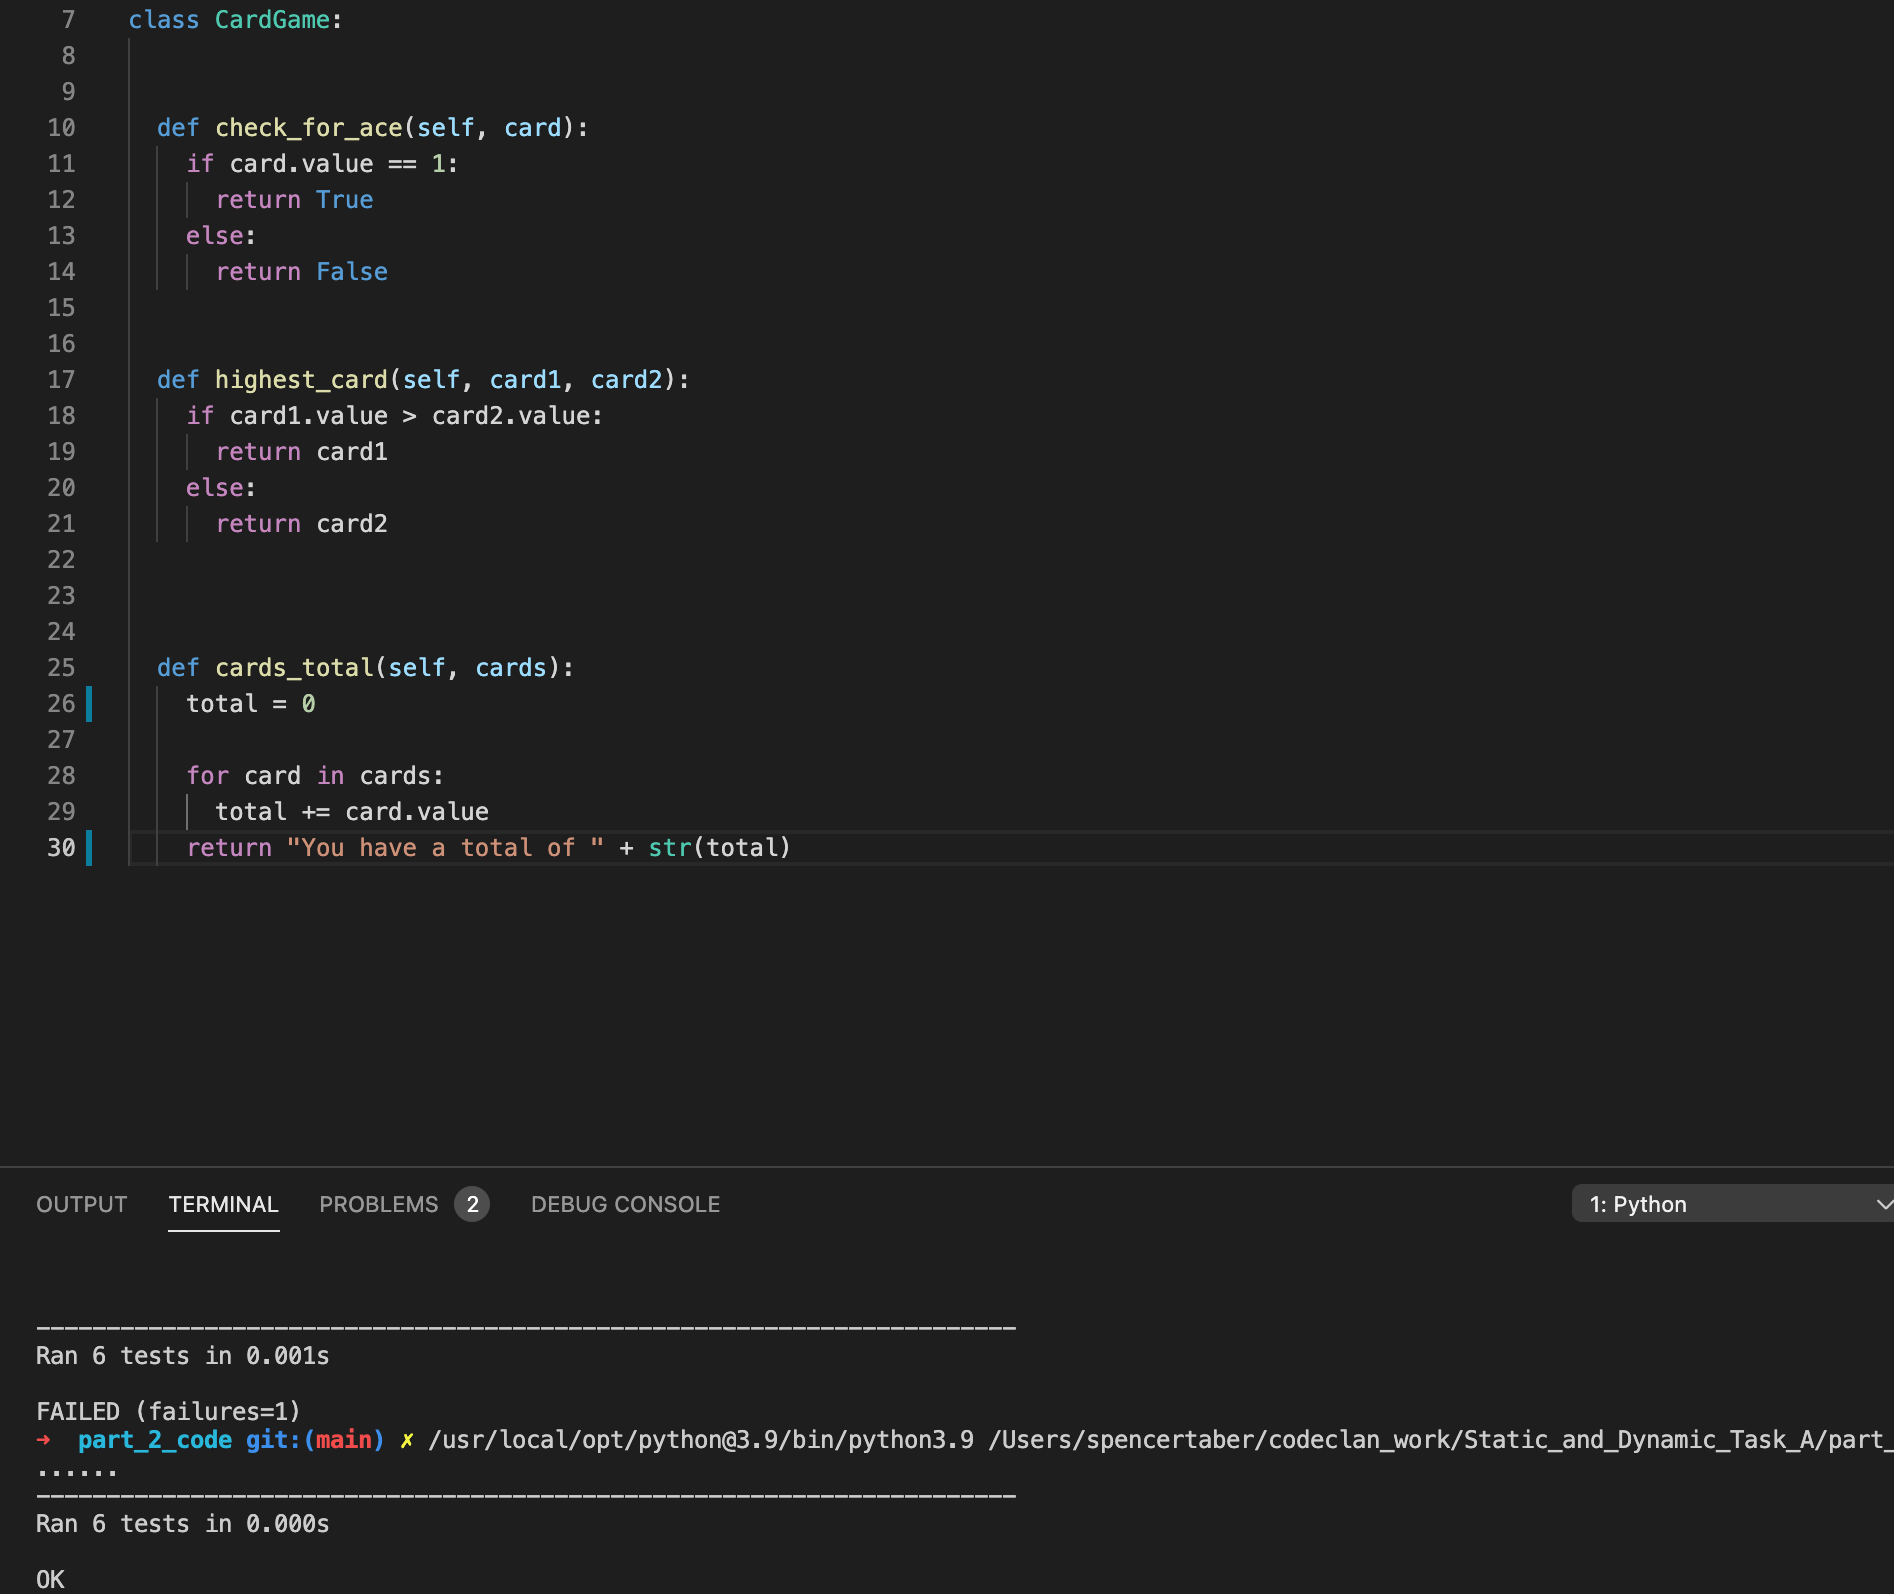 7 class CardGame:
8
9
10 def check_for_ace(self, card):
11 if card.value == 1:
12 return True
13 else:
14 return False
15
16
17 def highest_card(self, card1, card2):
18 if card1.value > card2.value:
19 return card1
20 else:
21 return card2
22
23
24
25 def cards_total(self, cards):
26 total = 0
27
28 for card in cards:
29 total += card.value
30 return "You have a total of " + str(total)
OUTPUT TERMINAL PROBLEMS 2 DEBUG CONSOLE 1: Python
----------------------------------------------------------------------
Ran 6 tests in 0.001s
FAILED (failures=1)
➜ part_2_code git:(main) ✗ /usr/local/opt/python@3.9/bin/python3.9 /Users/spencertaber/codeclan_work/Static_and_Dynamic_Task_A/part_
......
----------------------------------------------------------------------
Ran 6 tests in 0.000s
OK